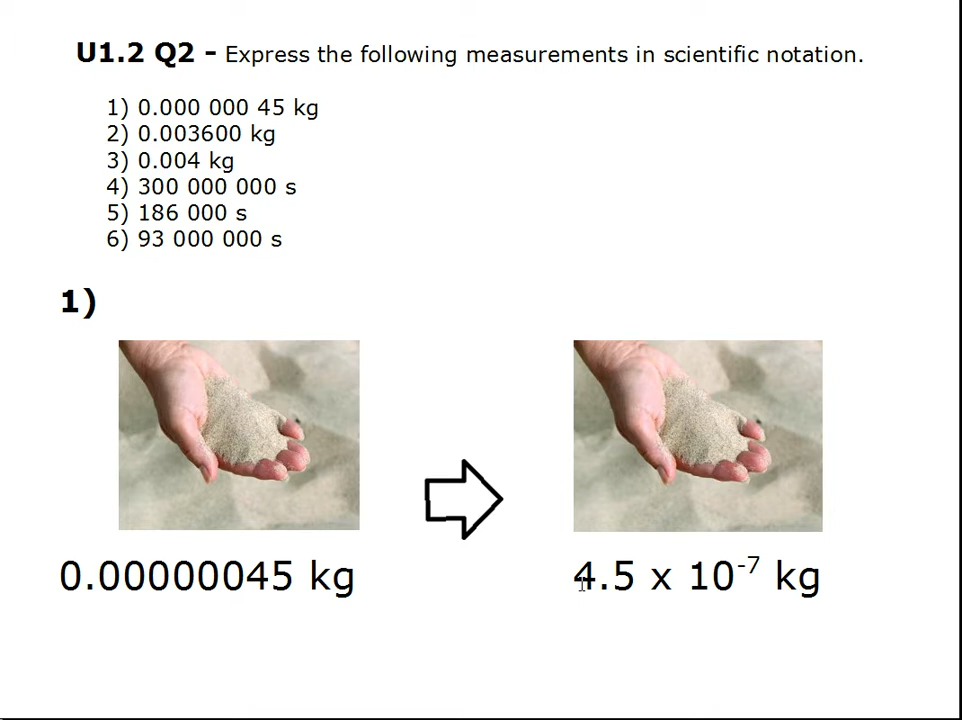 U1.2 Q2 - Express the following measurements in scientific notation.
1) 0.000 000 45 kg
2) 0.003600 kg
3) 0.004 kg
4) 300 000 000 s
5) 186 000 s
6) 93 000 000 s
1)
0.00000045 kg
4.5 x 10⁻⁷ kg